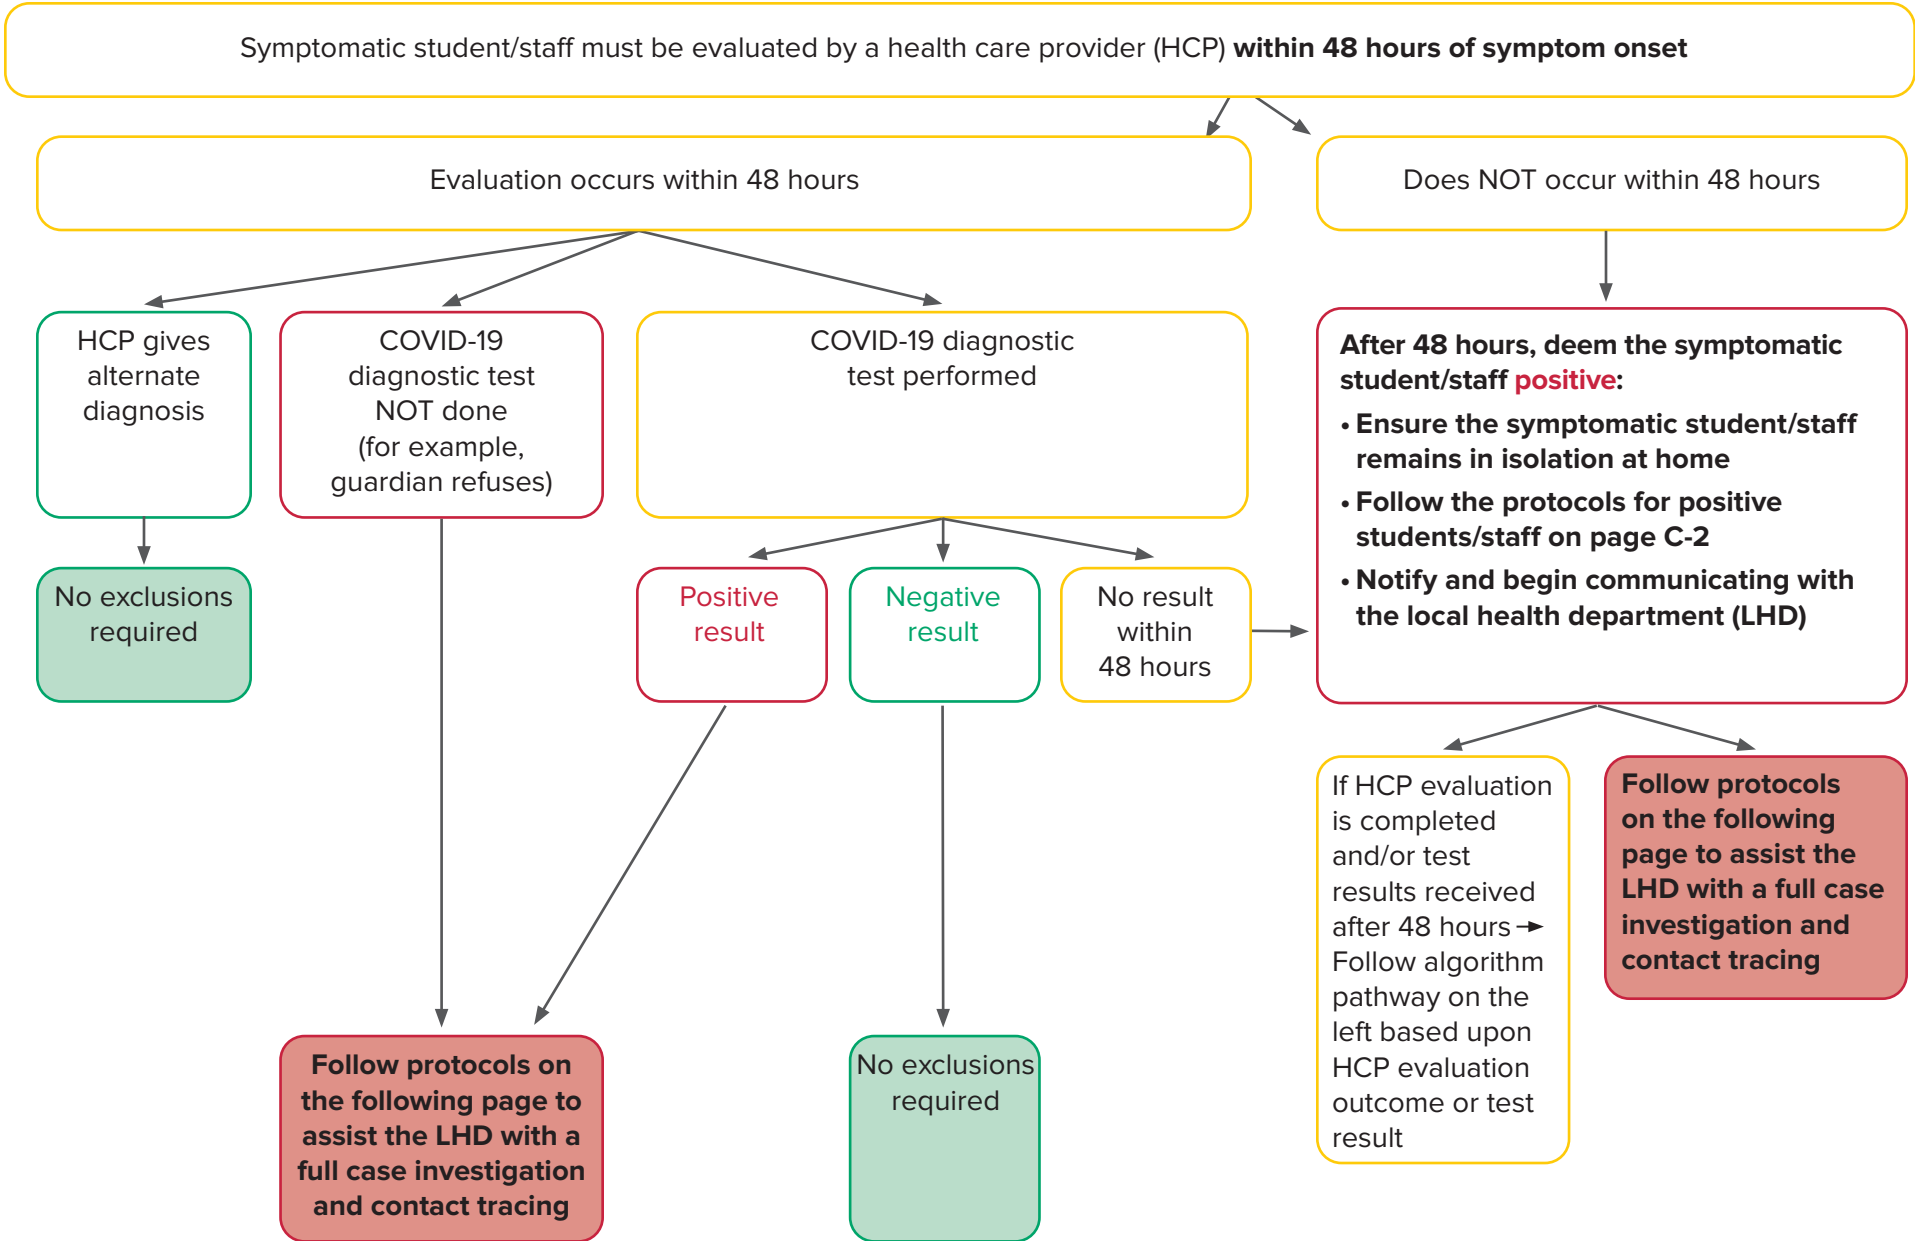 Symptomatic student/staff must be evaluated by a health care provider (HCP) within 48 hours of symptom onset
Evaluation occurs within 48 hours
Does NOT occur within 48 hours
HCP gives
alternate
diagnosis
COVID-19
diagnostic test
NOT done
(for example,
guardian refuses)
COVID-19 diagnostic
test performed
After 48 hours, deem the symptomatic
student/staff positive:
• Ensure the symptomatic student/staff
remains in isolation at home
• Follow the protocols for positive
students/staff on page C-2
• Notify and begin communicating with
the local health department (LHD)
No exclusions
required
Positive
result
Negative
result
No result
within
48 hours
If HCP evaluation
is completed
and/or test
results received
after 48 hours →
Follow algorithm
pathway on the
left based upon
HCP evaluation
outcome or test
result
Follow protocols
on the following
page to assist the
LHD with a full case
investigation and
contact tracing
Follow protocols on
the following page to
assist the LHD with a
full case investigation
and contact tracing
No exclusions
required